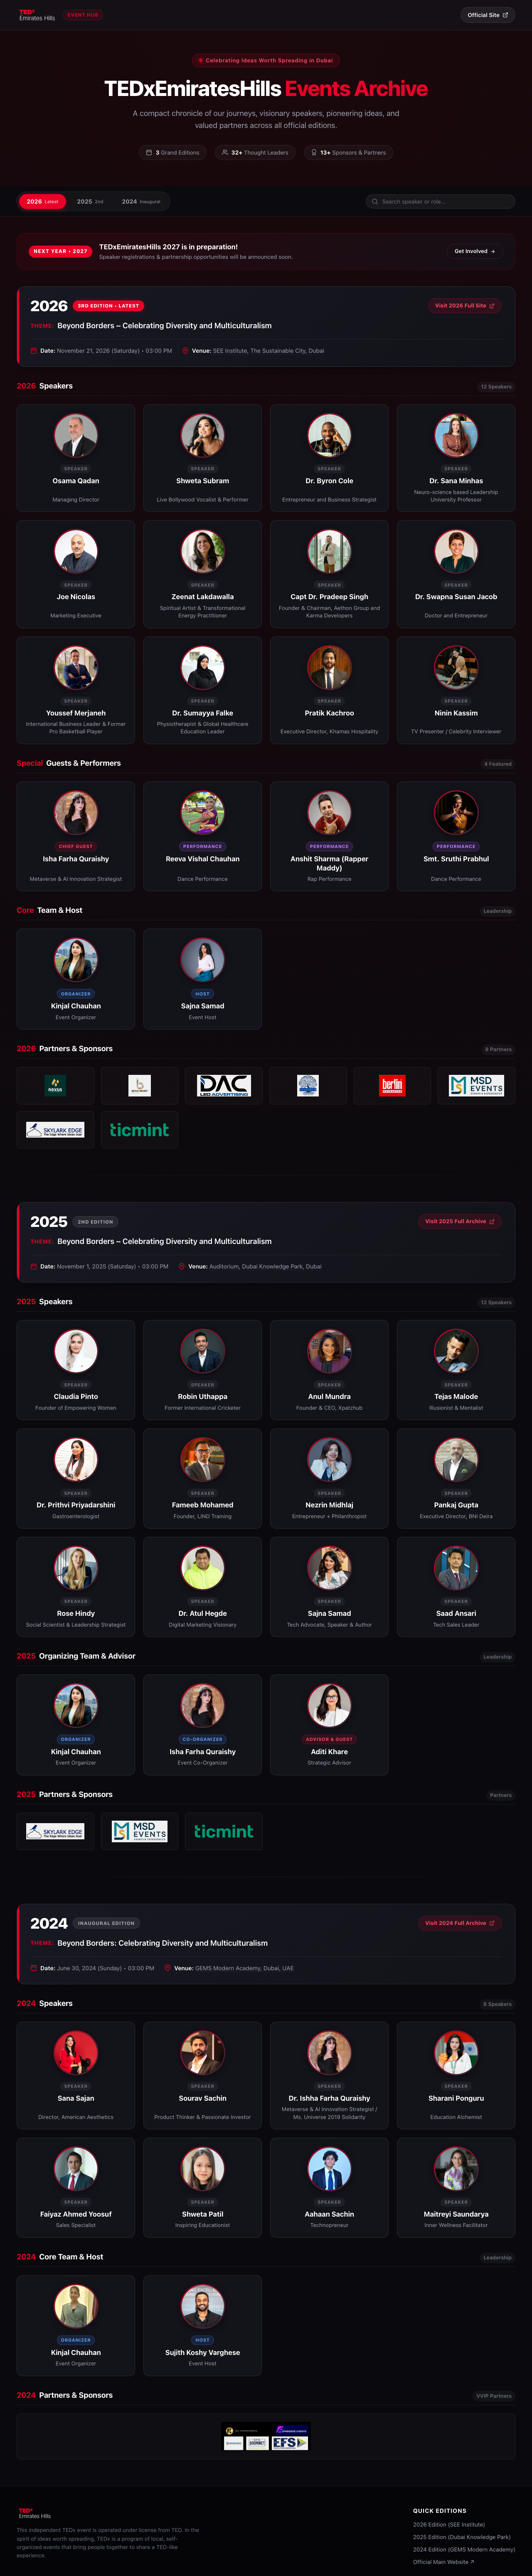 TEDx
Emirates Hills
EVENT HUB
Official Site
Celebrating Ideas Worth Spreading in Dubai
TEDxEmiratesHills Events Archive
A compact chronicle of our journeys, visionary speakers, pioneering ideas, and
valued partners across all official editions.
3 Grand Editions
32+ Thought Leaders
13+ Sponsors & Partners
2026 Latest
2025 2nd
2024 Inaugural
Search speaker or role...
NEXT YEAR • 2027
TEDxEmiratesHills 2027 is in preparation!
Speaker registrations & partnership opportunities will be announced soon.
Get Involved →
2026
3RD EDITION • LATEST
Visit 2026 Full Site
THEME: Beyond Borders ~ Celebrating Diversity and Multiculturalism
Date: November 21, 2026 (Saturday) • 03:00 PM
Venue: SEE Institute, The Sustainable City, Dubai
2026 Speakers
12 Speakers
SPEAKER
Osama Qadan
Managing Director
SPEAKER
Shweta Subram
Live Bollywood Vocalist & Performer
SPEAKER
Dr. Byron Cole
Entrepreneur and Business Strategist
SPEAKER
Dr. Sana Minhas
Neuro-science based Leadership
University Professor
SPEAKER
Joe Nicolas
Marketing Executive
SPEAKER
Zeenat Lakdawalla
Spiritual Artist & Transformational
Energy Practitioner
SPEAKER
Capt Dr. Pradeep Singh
Founder & Chairman, Aethon Group and
Karma Developers
SPEAKER
Dr. Swapna Susan Jacob
Doctor and Entrepreneur
SPEAKER
Youssef Merjaneh
International Business Leader & Former
Pro Basketball Player
SPEAKER
Dr. Sumayya Falke
Physiotherapist & Global Healthcare
Education Leader
SPEAKER
Pratik Kachroo
Executive Director, Khamas Hospitality
SPEAKER
Ninin Kassim
TV Presenter / Celebrity Interviewer
Special Guests & Performers
4 Featured
CHIEF GUEST
Isha Farha Quraishy
Metaverse & AI Innovation Strategist
PERFORMANCE
Reeva Vishal Chauhan
Dance Performance
PERFORMANCE
Anshit Sharma (Rapper
Maddy)
Rap Performance
PERFORMANCE
Smt. Sruthi Prabhul
Dance Performance
Core Team & Host
Leadership
ORGANIZER
Kinjal Chauhan
Event Organizer
HOST
Sajna Samad
Event Host
2026 Partners & Sponsors
8 Partners
DAC
LED ADVERTISING
berlin
MSD
EVENTS
SKYLARK EDGE
The Edge Where Ideas Soar
ticmint
2025
2ND EDITION
Visit 2025 Full Archive
THEME: Beyond Borders ~ Celebrating Diversity and Multiculturalism
Date: November 1, 2025 (Saturday) • 03:00 PM
Venue: Auditorium, Dubai Knowledge Park, Dubai
2025 Speakers
12 Speakers
SPEAKER
Claudia Pinto
Founder of Empowering Women
SPEAKER
Robin Uthappa
Former International Cricketer
SPEAKER
Anul Mundra
Founder & CEO, Xpatzhub
SPEAKER
Tejas Malode
Illusionist & Mentalist
SPEAKER
Dr. Prithvi Priyadarshini
Gastroenterologist
SPEAKER
Fameeb Mohamed
Founder, LIND Training
SPEAKER
Nezrin Midhlaj
Entrepreneur + Philanthropist
SPEAKER
Pankaj Gupta
Executive Director, BNI Deira
SPEAKER
Rose Hindy
Social Scientist & Leadership Strategist
SPEAKER
Dr. Atul Hegde
Digital Marketing Visionary
SPEAKER
Sajna Samad
Tech Advocate, Speaker & Author
SPEAKER
Saad Ansari
Tech Sales Leader
2025 Organizing Team & Advisor
Leadership
ORGANIZER
Kinjal Chauhan
Event Organizer
CO-ORGANIZER
Isha Farha Quraishy
Event Co-Organizer
ADVISOR & GUEST
Aditi Khare
Strategic Advisor
2025 Partners & Sponsors
Partners
SKYLARK EDGE
The Edge Where Ideas Soar
MSD
EVENTS
ticmint
2024
INAUGURAL EDITION
Visit 2024 Full Archive
THEME: Beyond Borders: Celebrating Diversity and Multiculturalism
Date: June 30, 2024 (Sunday) • 03:00 PM
Venue: GEMS Modern Academy, Dubai, UAE
2024 Speakers
8 Speakers
SPEAKER
Sana Sajan
Director, American Aesthetics
SPEAKER
Sourav Sachin
Product Thinker & Passionate Investor
SPEAKER
Dr. Ishha Farha Quraishy
Metaverse & AI Innovation Strategist /
Ms. Universe 2019 Solidarity
SPEAKER
Sharani Ponguru
Education Alchemist
SPEAKER
Faiyaz Ahmed Yoosuf
Sales Specialist
SPEAKER
Shweta Patil
Inspiring Educationist
SPEAKER
Aahaan Sachin
Technopreneur
SPEAKER
Maitreyi Saundarya
Inner Wellness Facilitator
2024 Core Team & Host
Leadership
ORGANIZER
Kinjal Chauhan
Event Organizer
HOST
Sujith Koshy Varghese
Event Host
2024 Partners & Sponsors
VVIP Partners
EFS
TEDx
Emirates Hills
This independent TEDx event is operated under license from TED. In the
spirit of ideas worth spreading, TEDx is a program of local, self-
organized events that bring people together to share a TED-like
experience.
QUICK EDITIONS
2026 Edition (SEE Institute)
2025 Edition (Dubai Knowledge Park)
2024 Edition (GEMS Modern Academy)
Official Main Website ↗